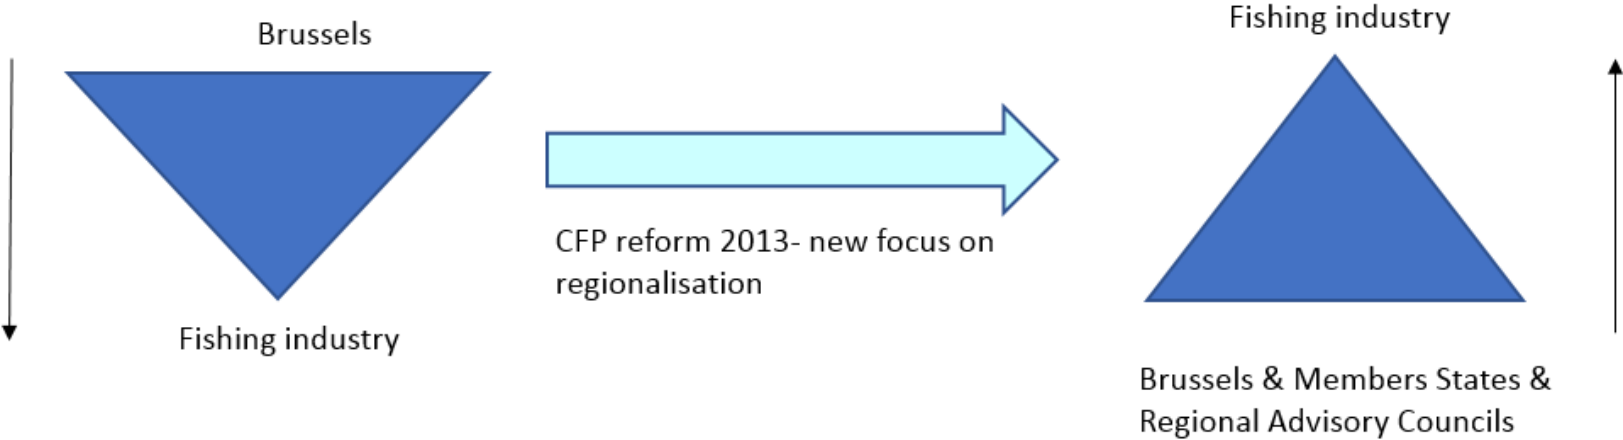 Brussels
Fishing industry
CFP reform 2013- new focus on
regionalisation
Fishing industry
Brussels & Members States &
Regional Advisory Councils